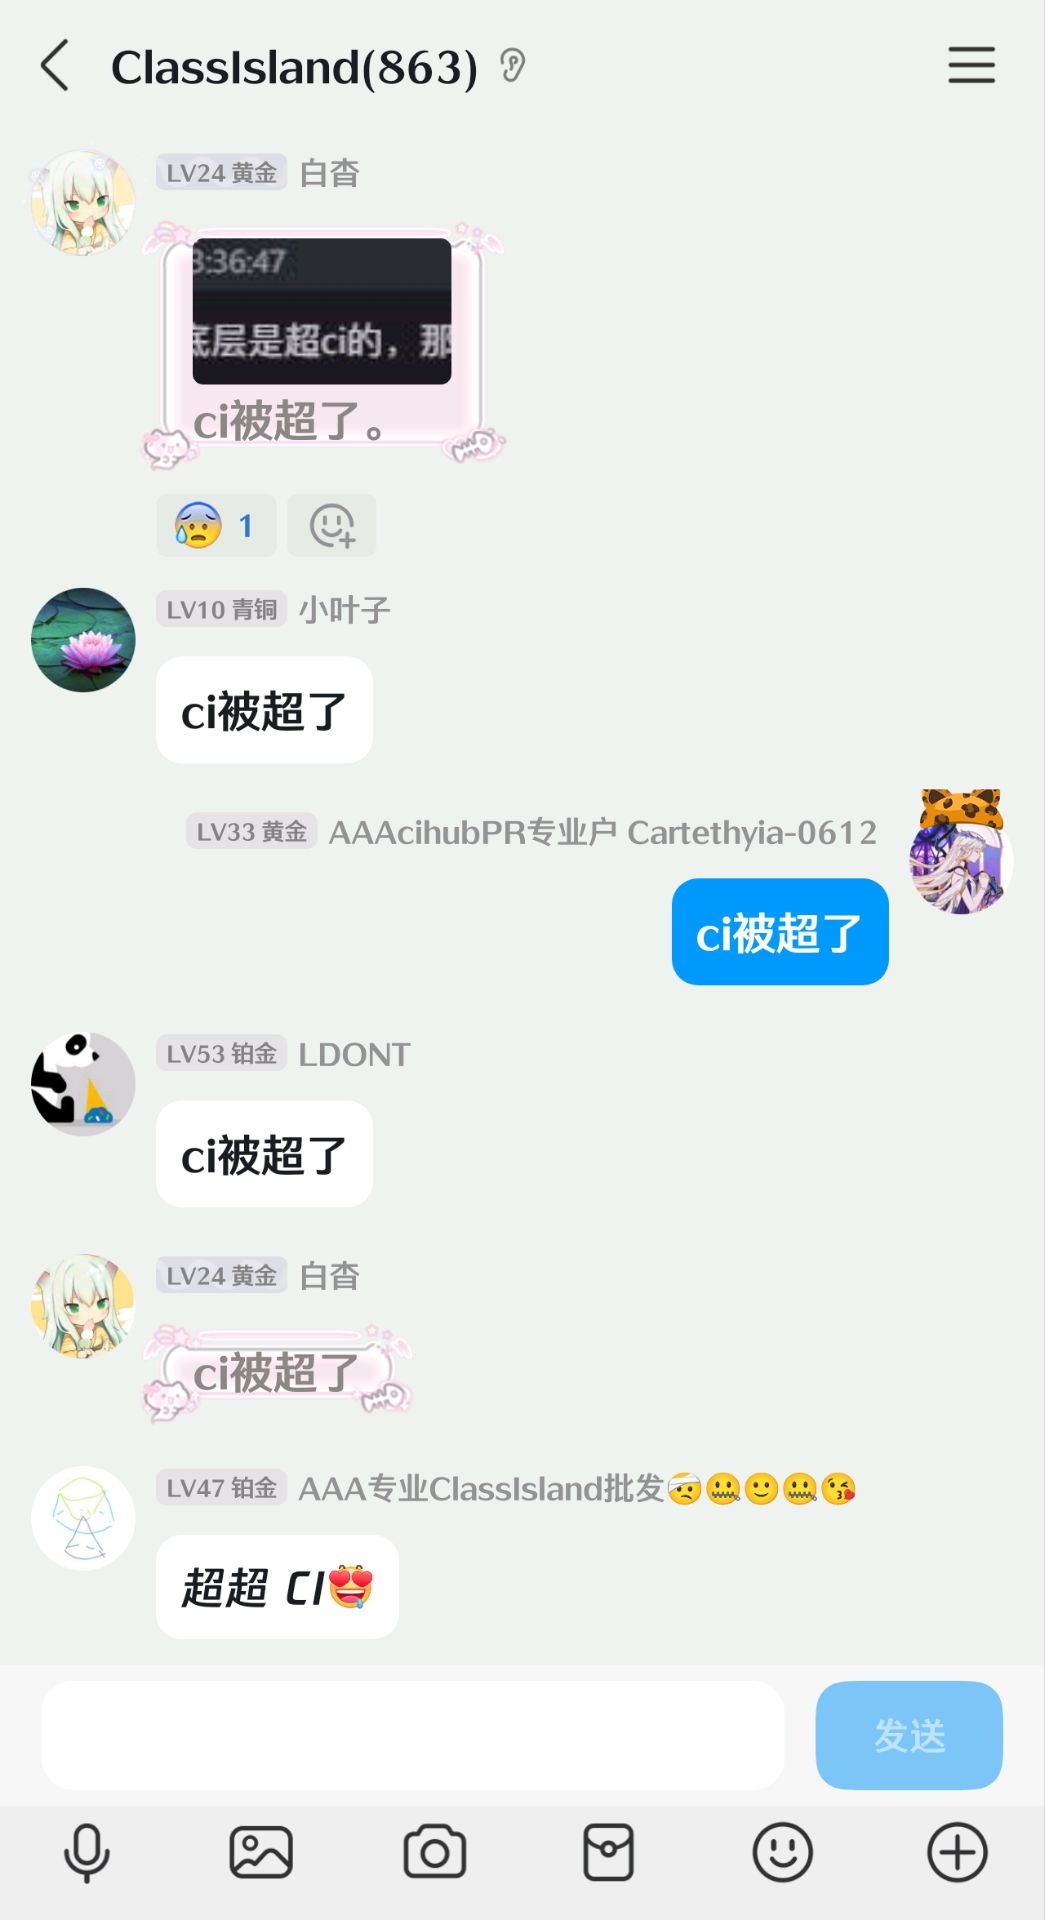 ClassIsland(863)
LV24 黄金 白杳
3:36:47
底层是超ci的，那
ci被超了。
1
LV10 青铜 小叶子
ci被超了
LV33 黄金 AAAcihubPR专业户 Cartethyia-0612
ci被超了
LV53 铂金 LDONT
ci被超了
LV24 黄金 白杳
ci被超了
LV47 铂金 AAA专业ClassIsland批发🤕🤐🙂🤐😘
超超 CI
发送